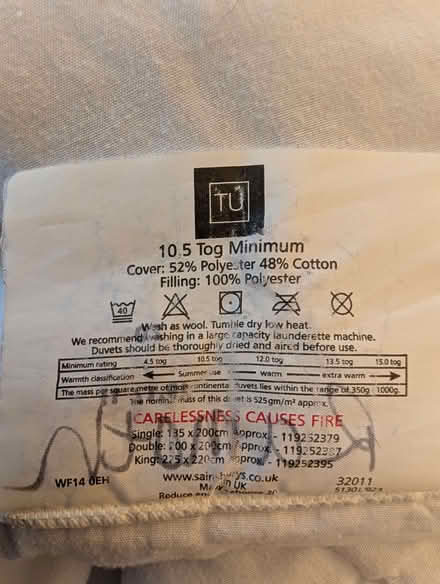 TU
10.5 Tog Minimum
Cover: 52% Polyester 48% Cotton
Filling: 100% Polyester
40
Wash as wool. Tumble dry low heat.
We recommend washing in a large capacity launderette machine.
Duvets should be thoroughly dried and aired before use.
Minimum rating 4.5 tog 10.5 tog 12.0 tog 13.5 tog 15.0 tog
Warmth classification Summer use warm extra warm
The mass per square metre of most continental duvets lies within the range of 350g 1000g.
The nominal mass of this duvet is 525gm/m² approx.
CARELESSNESS CAUSES FIRE
Single: 135 x 200cm approx. - 119252379
Double: 200 x 200cm approx. - 119252387
King: 225 x 220cm approx. - 119252395
WF14 0EH www.sainsburys.co.uk 32011
Made in UK
Reduce